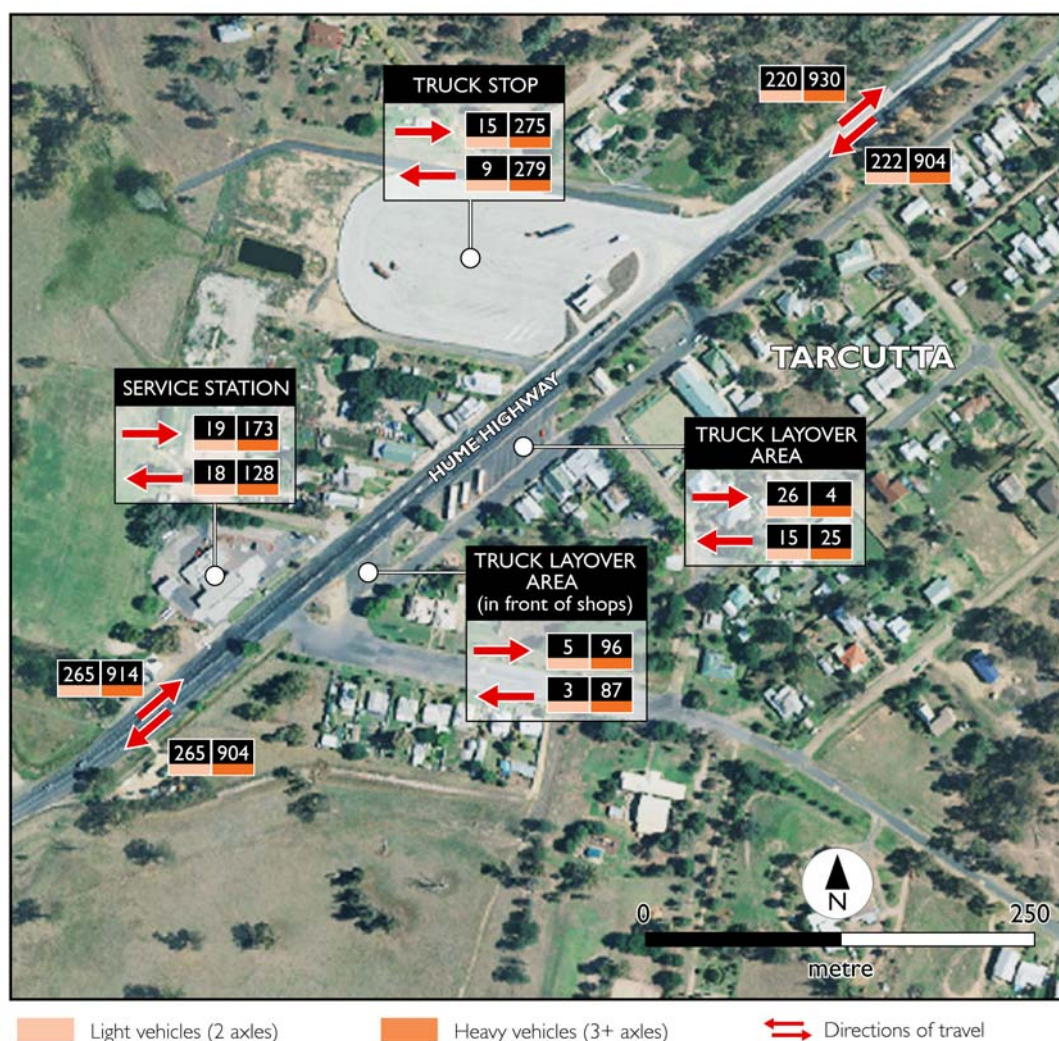 TRUCK STOP
15 275
9 279
220 930
222 904
TARCUTTA
HUME HIGHWAY
SERVICE STATION
19 173
18 128
TRUCK LAYOVER
AREA
26 4
15 25
TRUCK LAYOVER
AREA
(in front of shops)
5 96
3 87
265 914
265 904
N
0 250
metre
Light vehicles (2 axles) Heavy vehicles (3+ axles) Directions of travel